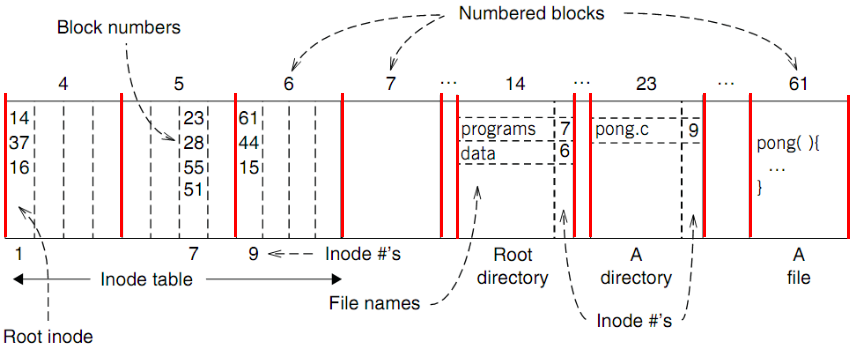 Block numbers
Numbered blocks
4 5 6 7 ... 14 ... 23 ... 61
14 23 61
37 28 44
16 55 15
51
programs 7
data 6
pong.c 9
pong( ){
...
}
1 7 9 Inode #'s
Inode table
Root directory
A directory
A file
File names
Inode #'s
Root inode